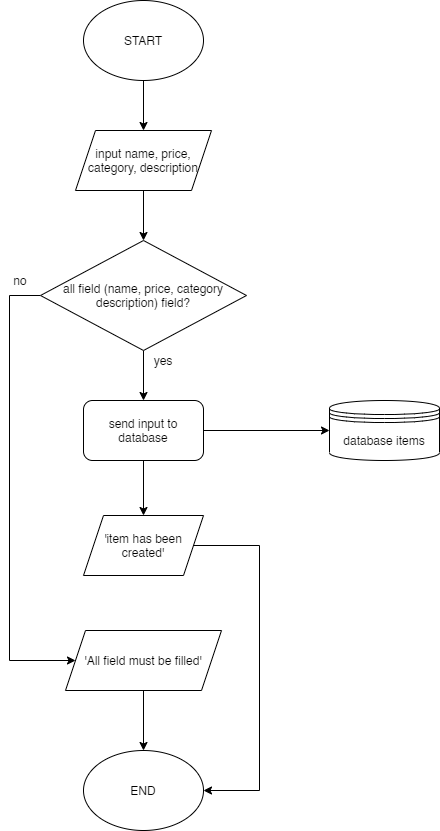 START
input name, price,
category, description
all field (name, price, category
description) field?
no
yes
send input to
database
database items
'item has been
created'
'All field must be filled'
END